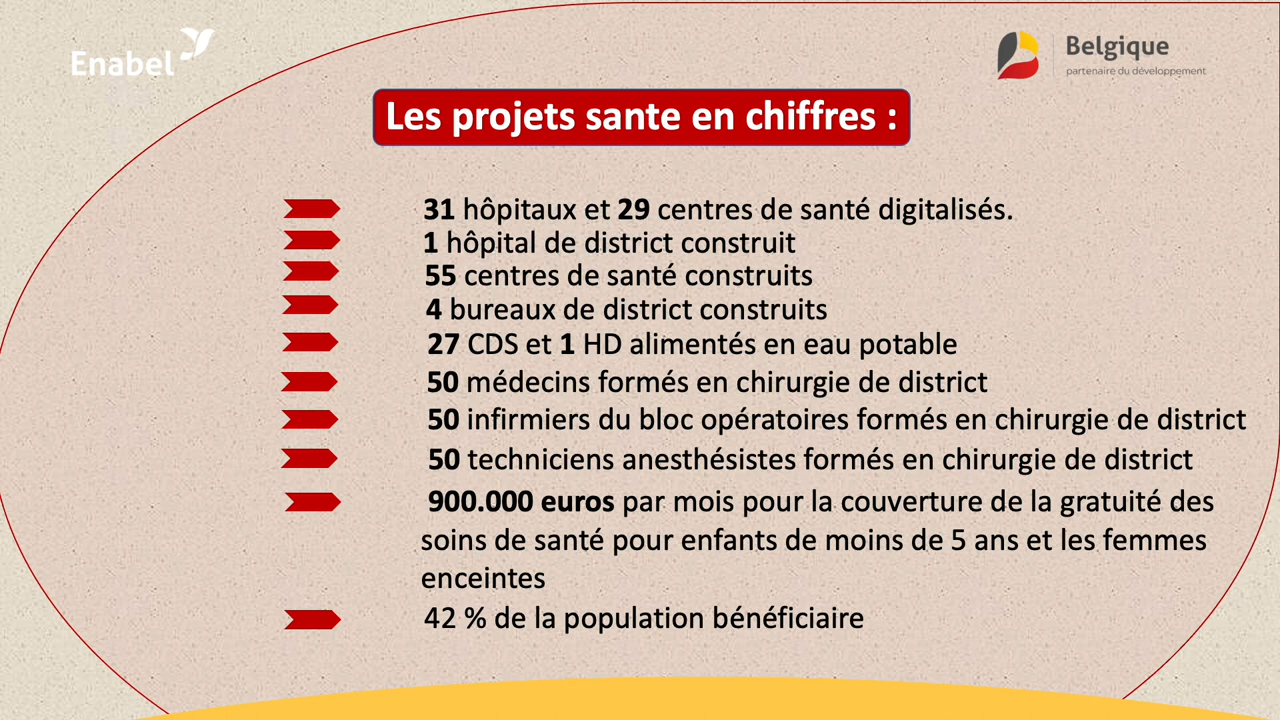 Enabel
Belgique
partenaire du développement
Les projets sante en chiffres :
31 hôpitaux et 29 centres de santé digitalisés.
1 hôpital de district construit
55 centres de santé construits
4 bureaux de district construits
27 CDS et 1 HD alimentés en eau potable
50 médecins formés en chirurgie de district
50 infirmiers du bloc opératoires formés en chirurgie de district
50 techniciens anesthésistes formés en chirurgie de district
900.000 euros par mois pour la couverture de la gratuité des
soins de santé pour enfants de moins de 5 ans et les femmes
enceintes
42 % de la population bénéficiaire